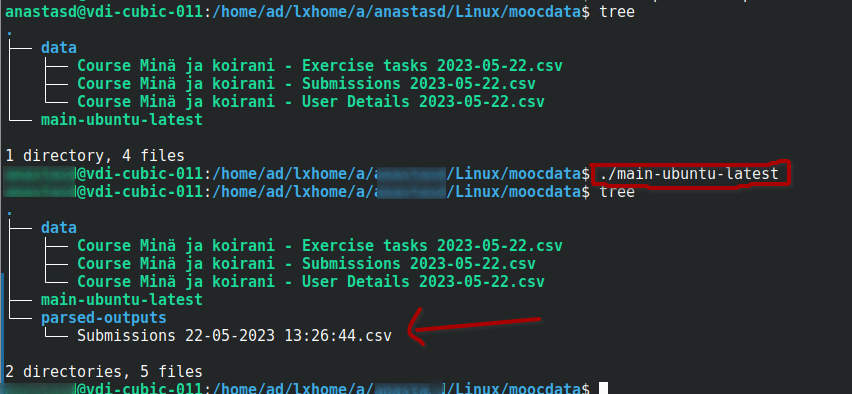 anastasd@vdi-cubic-011:/home/ad/lxhome/a/anastasd/Linux/moocdata$ tree
.
├── data
│   ├── Course Minä ja koirani - Exercise tasks 2023-05-22.csv
│   ├── Course Minä ja koirani - Submissions 2023-05-22.csv
│   └── Course Minä ja koirani - User Details 2023-05-22.csv
└── main-ubuntu-latest
1 directory, 4 files
@vdi-cubic-011:/home/ad/lxhome/a/ /Linux/moocdata$ ./main-ubuntu-latest
@vdi-cubic-011:/home/ad/lxhome/a/ /Linux/moocdata$ tree
.
├── data
│   ├── Course Minä ja koirani - Exercise tasks 2023-05-22.csv
│   ├── Course Minä ja koirani - Submissions 2023-05-22.csv
│   └── Course Minä ja koirani - User Details 2023-05-22.csv
├── main-ubuntu-latest
└── parsed-outputs
    └── Submissions 22-05-2023 13:26:44.csv
2 directories, 5 files
@vdi-cubic-011:/home/ad/lxhome/a/ /Linux/moocdata$